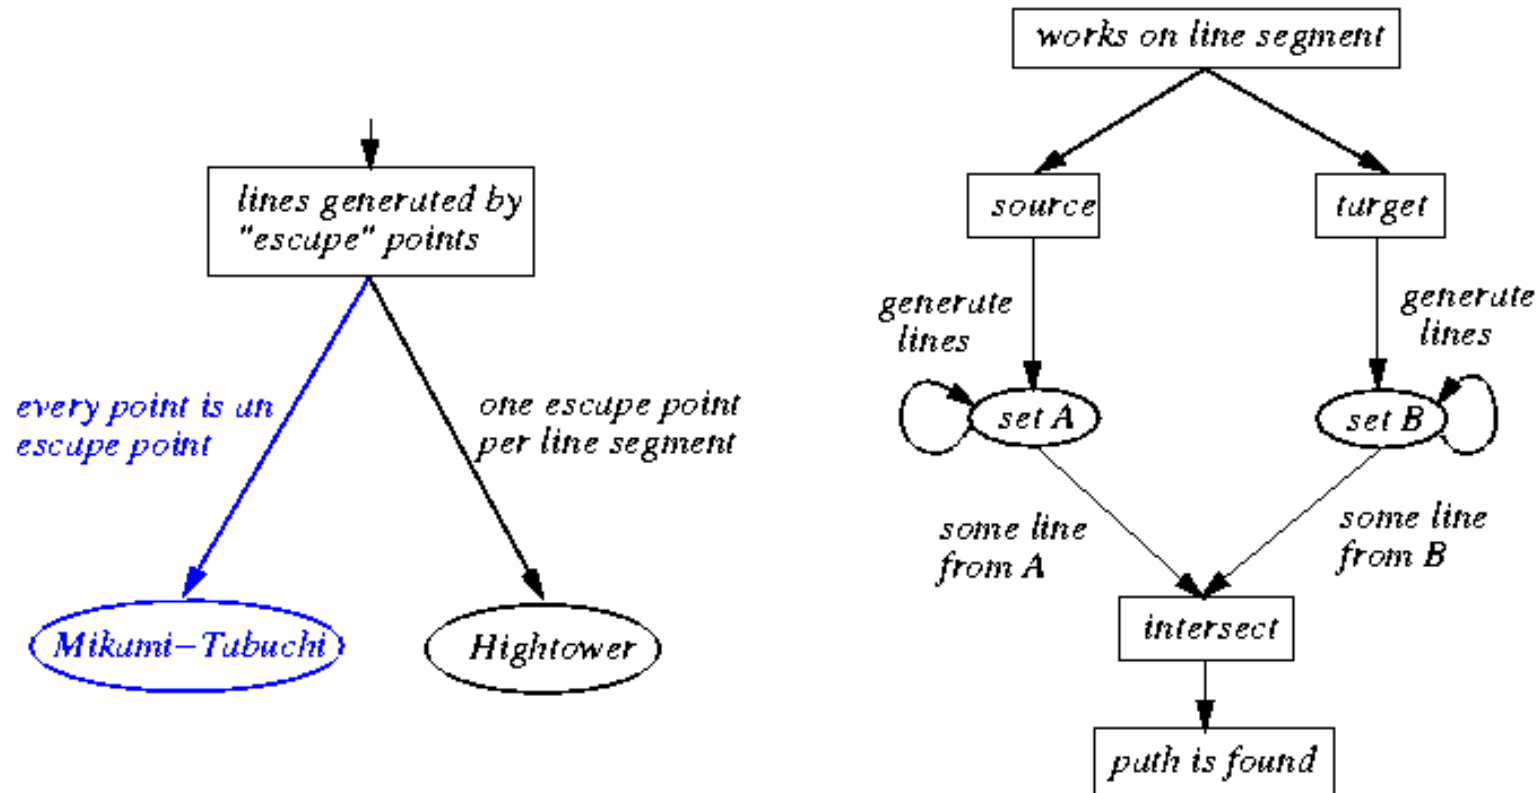 lines generated by
"escape" points
every point is an
escape point
one escape point
per line segment
Mikami-Tabuchi
Hightower
works on line segment
source
target
generate
lines
generate
lines
set A
set B
some line
from A
some line
from B
intersect
path is found